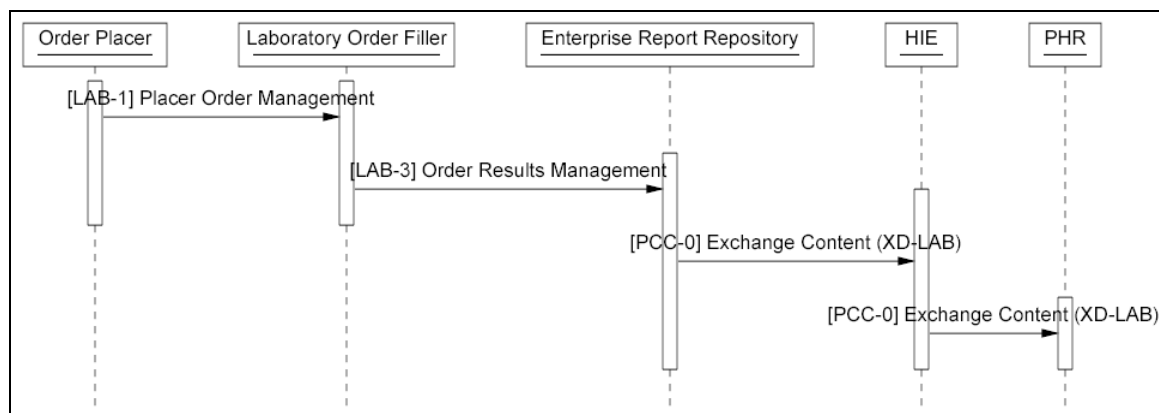 Order Placer
Laboratory Order Filler
Enterprise Report Repository
HIE
PHR
[LAB-1] Placer Order Management
[LAB-3] Order Results Management
[PCC-0] Exchange Content (XD-LAB)
[PCC-0] Exchange Content (XD-LAB)